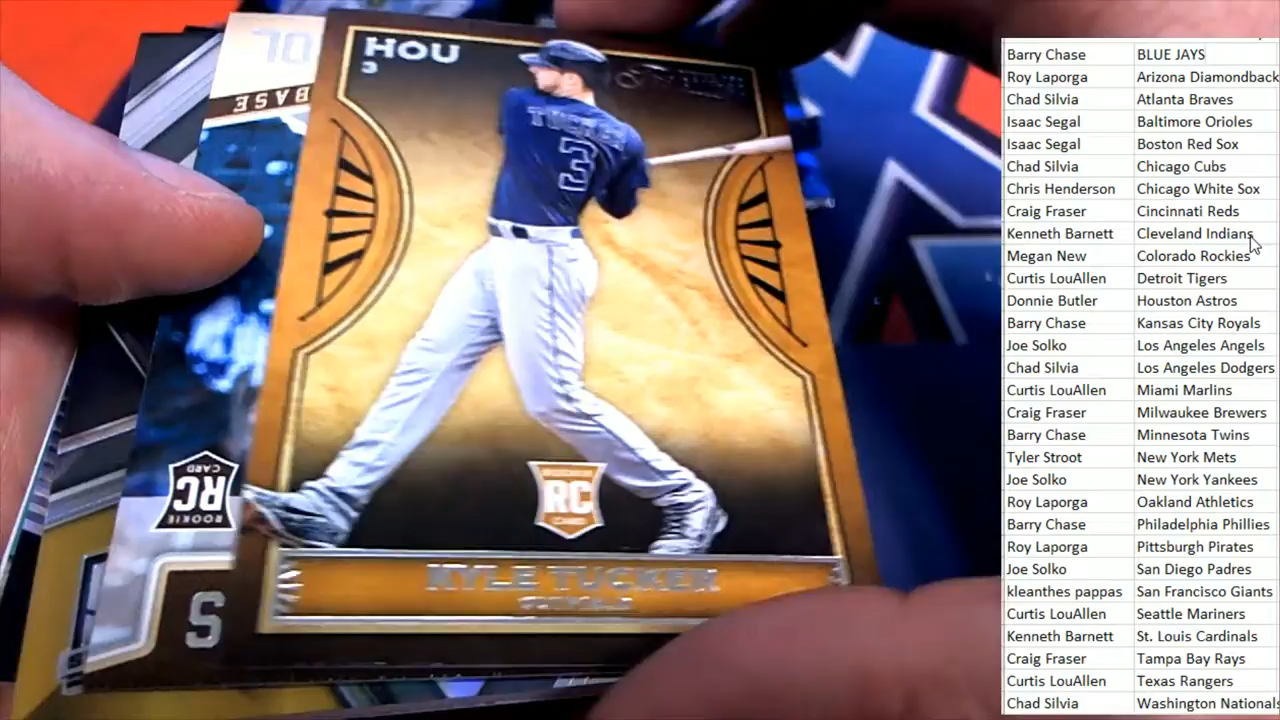 HOU
3
TUCKER
3
KYLE TUCKER
ROOKIE
RC
CARD
BASE
ROOKIE
RC
CARD
S
Barry Chase BLUE JAYS
Roy Laporga Arizona Diamondback
Chad Silvia Atlanta Braves
Isaac Segal Baltimore Orioles
Isaac Segal Boston Red Sox
Chad Silvia Chicago Cubs
Chris Henderson Chicago White Sox
Craig Fraser Cincinnati Reds
Kenneth Barnett Cleveland Indians
Megan New Colorado Rockies
Curtis LouAllen Detroit Tigers
Donnie Butler Houston Astros
Barry Chase Kansas City Royals
Joe Solko Los Angeles Angels
Chad Silvia Los Angeles Dodgers
Curtis LouAllen Miami Marlins
Craig Fraser Milwaukee Brewers
Barry Chase Minnesota Twins
Tyler Stroot New York Mets
Joe Solko New York Yankees
Roy Laporga Oakland Athletics
Barry Chase Philadelphia Phillies
Roy Laporga Pittsburgh Pirates
Joe Solko San Diego Padres
kleanthes pappas San Francisco Giants
Curtis LouAllen Seattle Mariners
Kenneth Barnett St. Louis Cardinals
Craig Fraser Tampa Bay Rays
Curtis LouAllen Texas Rangers
Chad Silvia Washington Nationals